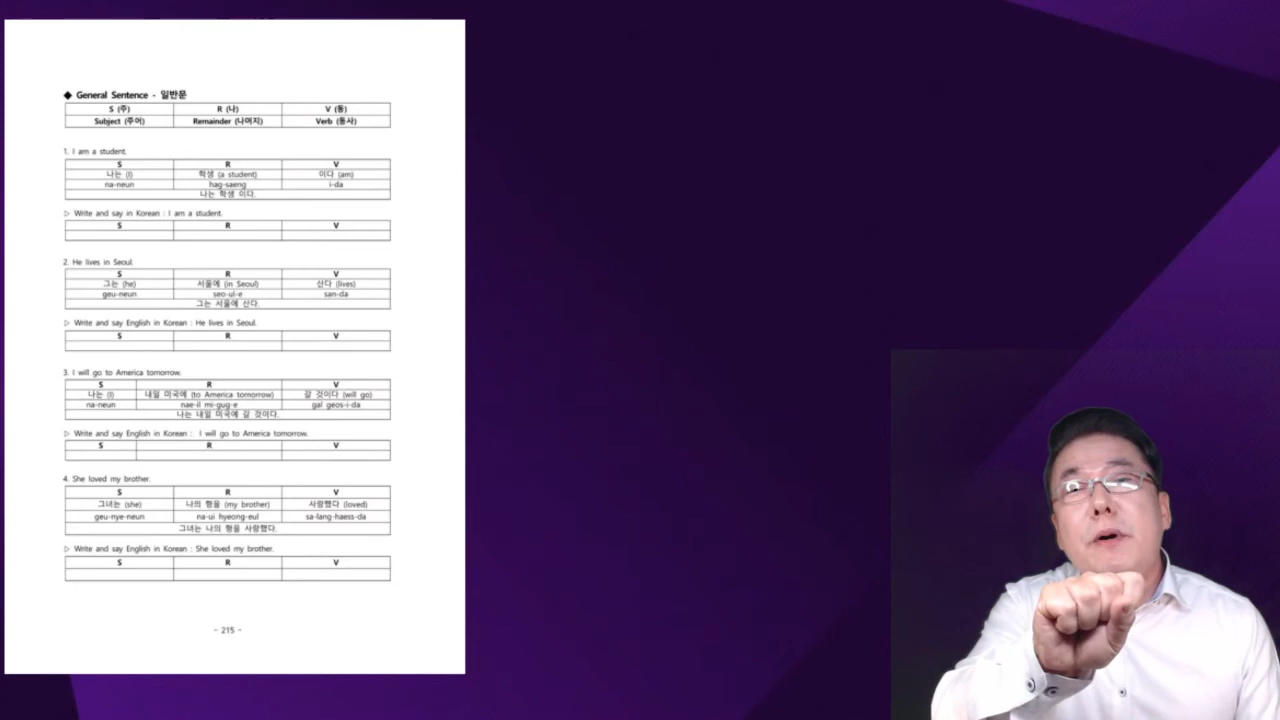 ◆ General Sentence - 일반문
S (주) R (나) V (동)
Subject (주어) Remainder (나머지) Verb (동사)
1. I am a student.
S R V
나는 (I) 학생 (a student) 이다 (am)
na-neun hag-saeng i-da
나는 학생 이다.
▷ Write and say in Korean : I am a student.
S R V
2. He lives in Seoul.
S R V
그는 (he) 서울에 (in Seoul) 산다 (lives)
geu-neun seo-ul-e san-da
그는 서울에 산다.
▷ Write and say English in Korean : He lives in Seoul.
S R V
3. I will go to America tomorrow.
S R V
나는 (I) 내일 미국에 (to America tomorrow) 갈 것이다 (will go)
na-neun nae-il mi-gug-e gal geos-i-da
나는 내일 미국에 갈 것이다.
▷ Write and say English in Korean : I will go to America tomorrow.
S R V
4. She loved my brother.
S R V
그녀는 (she) 나의 형을 (my brother) 사랑했다 (loved)
geu-nye-neun na-ui hyeong-eul sa-lang-haess-da
그녀는 나의 형을 사랑했다.
▷ Write and say English in Korean : She loved my brother.
S R V
- 215 -